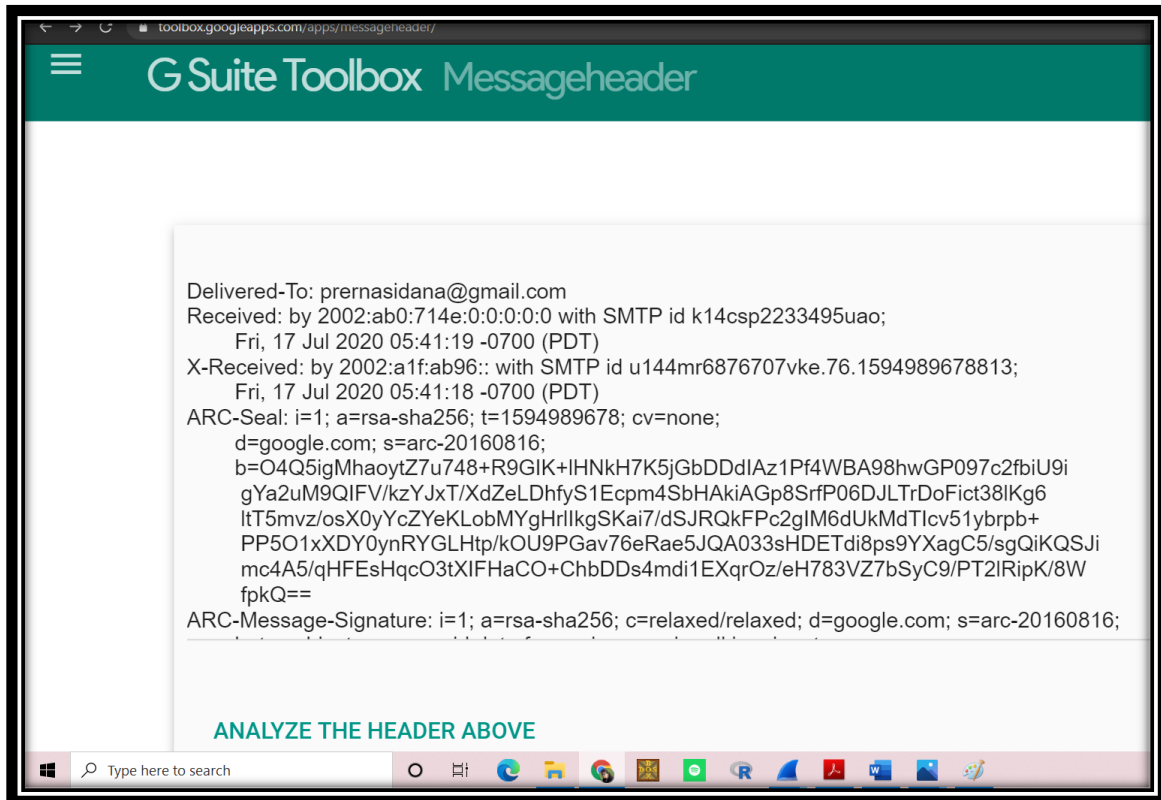 toolbox.googleapps.com/apps/messageheader/
G Suite Toolbox Messageheader
Delivered-To: prernasidana@gmail.com
Received: by 2002:ab0:714e:0:0:0:0:0 with SMTP id k14csp2233495uao;
Fri, 17 Jul 2020 05:41:19 -0700 (PDT)
X-Received: by 2002:a1f:ab96:: with SMTP id u144mr6876707vke.76.1594989678813;
Fri, 17 Jul 2020 05:41:18 -0700 (PDT)
ARC-Seal: i=1; a=rsa-sha256; t=1594989678; cv=none;
d=google.com; s=arc-20160816;
b=O4Q5igMhaoytZ7u748+R9GIK+lHNkH7K5jGbDDdIAz1Pf4WBA98hwGP097c2fbiU9i
gYa2uM9QIFV/kzYJxT/XdZeLDhfyS1Ecpm4SbHAkiAGp8SrfP06DJLTrDoFict38lKg6
ltT5mvz/osX0yYcZYeKLobMYgHrlIkgSKai7/dSJRQkFPc2gIM6dUkMdTIcv51ybrpb+
PP5O1xXDY0ynRYGLHtp/kOU9PGav76eRae5JQA033sHDETdi8ps9YXagC5/sgQiKQSJi
mc4A5/qHFEsHqcO3tXIFHaCO+ChbDDs4mdi1EXqrOz/eH783VZ7bSyC9/PT2lRipK/8W
fpkQ==
ARC-Message-Signature: i=1; a=rsa-sha256; c=relaxed/relaxed; d=google.com; s=arc-20160816;
ANALYZE THE HEADER ABOVE
Type here to search